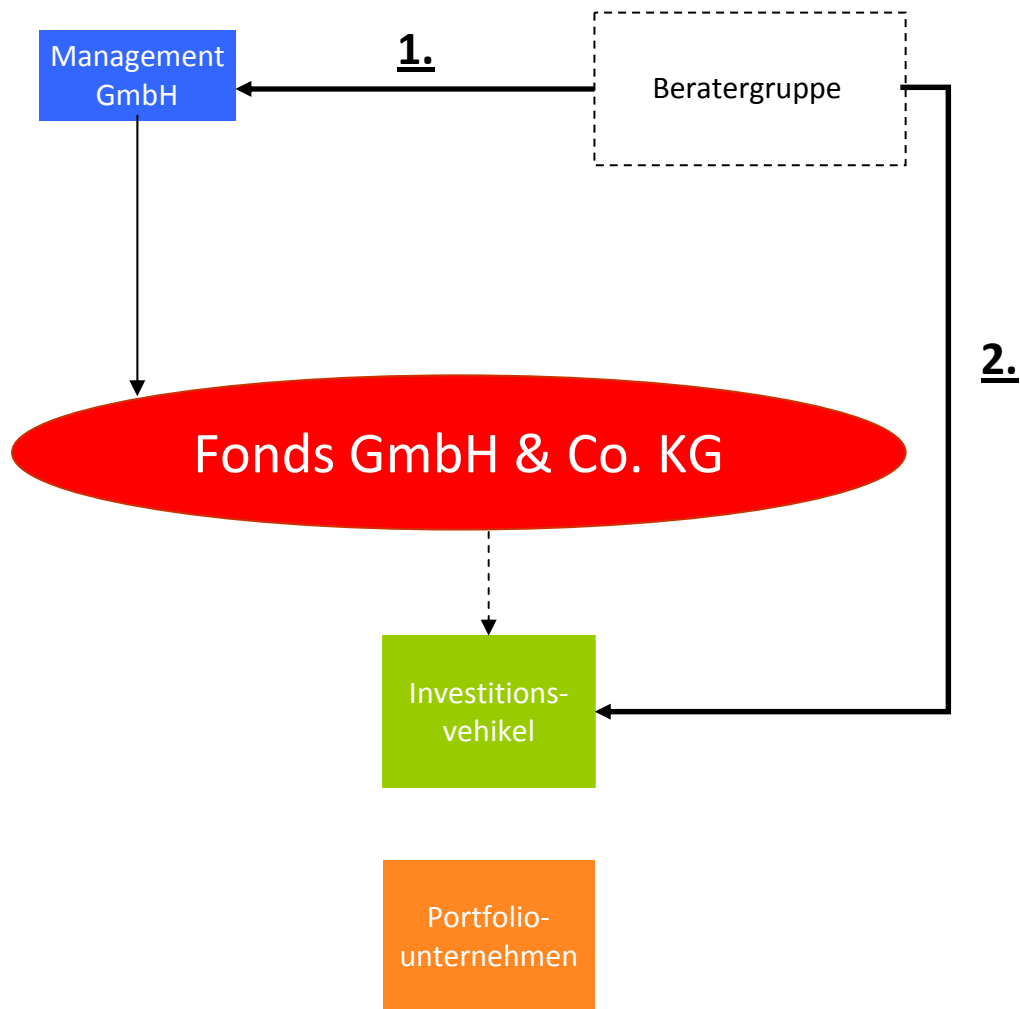 Management
GmbH
1.
Beratergruppe
2.
Fonds GmbH & Co. KG
Investitions-
vehikel
Portfolio-
unternehmen